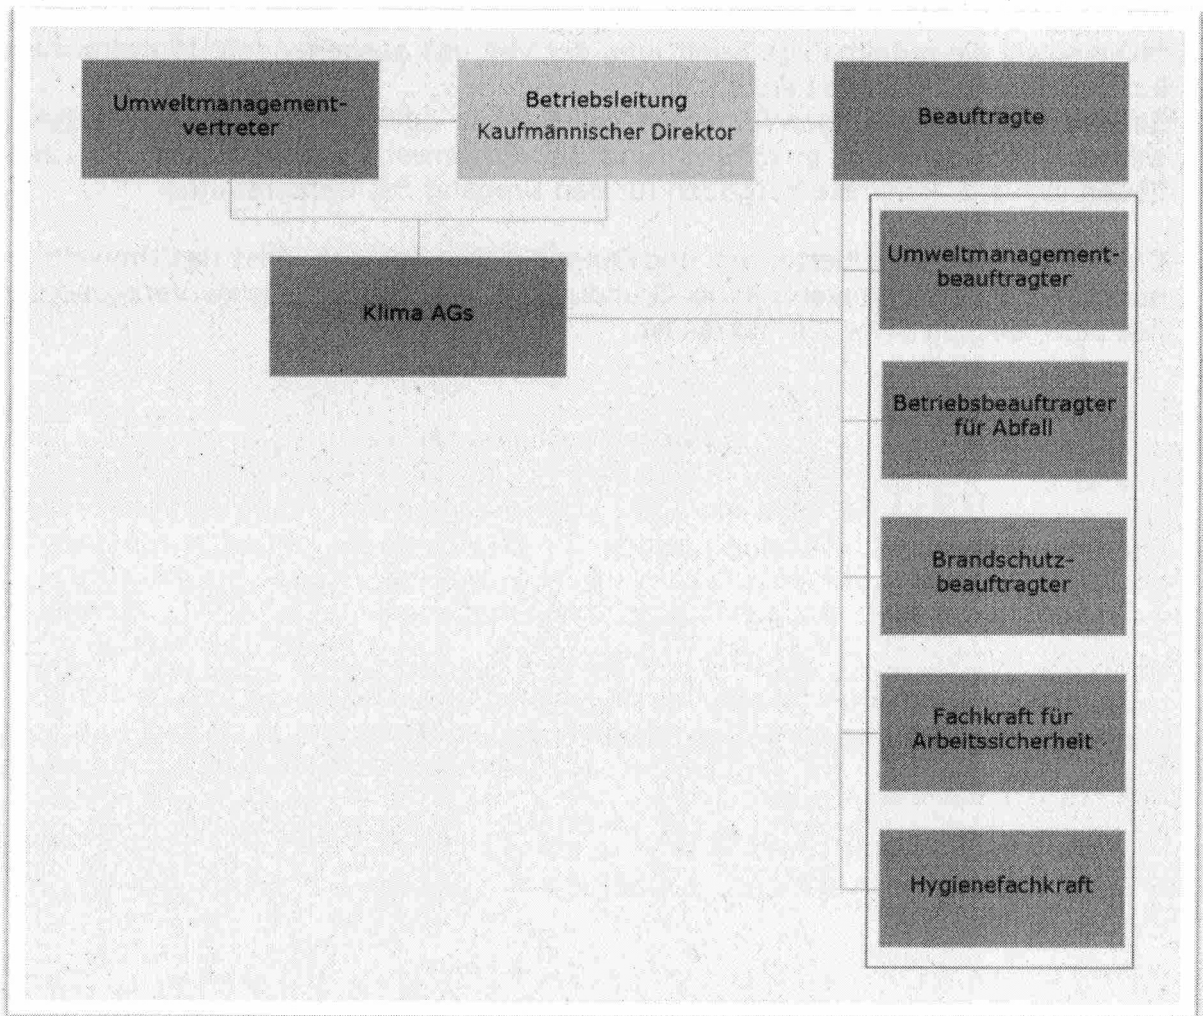 Umweltmanagement-
vertreter
Betriebsleitung
Kaufmännischer Direktor
Beauftragte
Klima AGs
Umweltmanagement-
beauftragter
Betriebsbeauftragter
für Abfall
Brandschutz-
beauftragter
Fachkraft für
Arbeitssicherheit
Hygienefachkraft